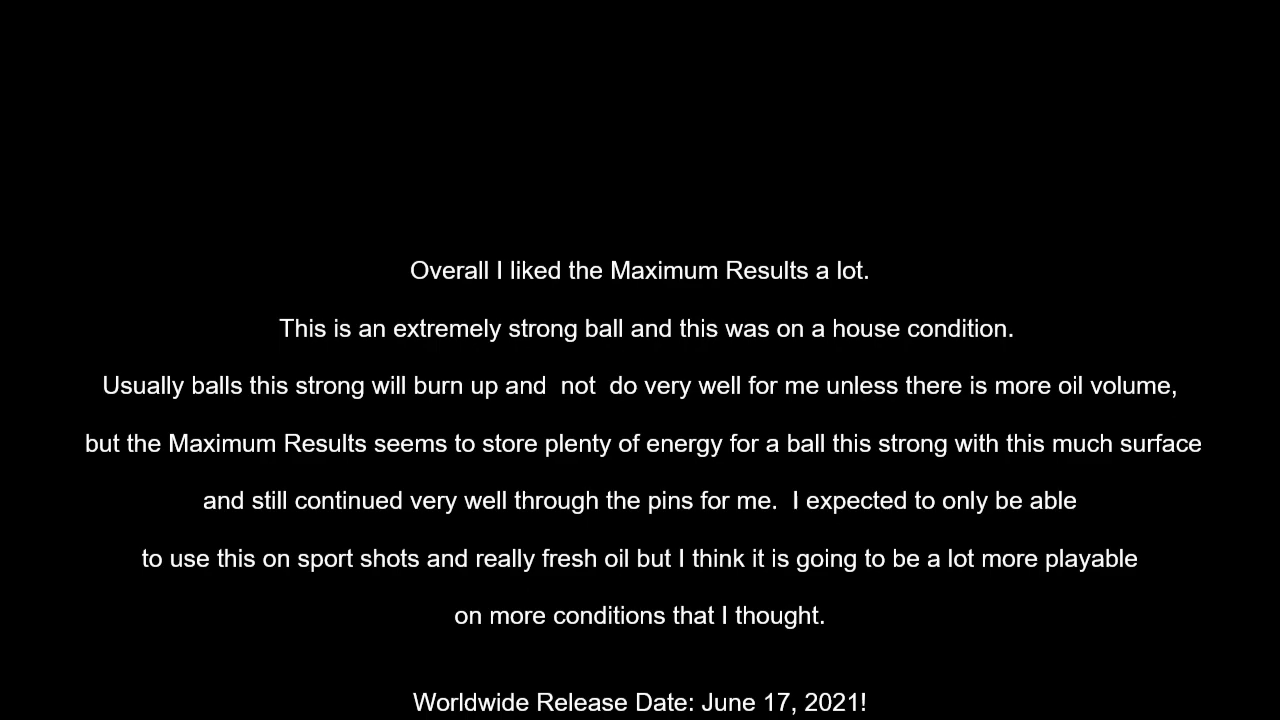 Overall I liked the Maximum Results a lot.
This is an extremely strong ball and this was on a house condition.
Usually balls this strong will burn up and  not  do very well for me unless there is more oil volume,
but the Maximum Results seems to store plenty of energy for a ball this strong with this much surface
and still continued very well through the pins for me.  I expected to only be able
to use this on sport shots and really fresh oil but I think it is going to be a lot more playable
on more conditions that I thought.
Worldwide Release Date: June 17, 2021!